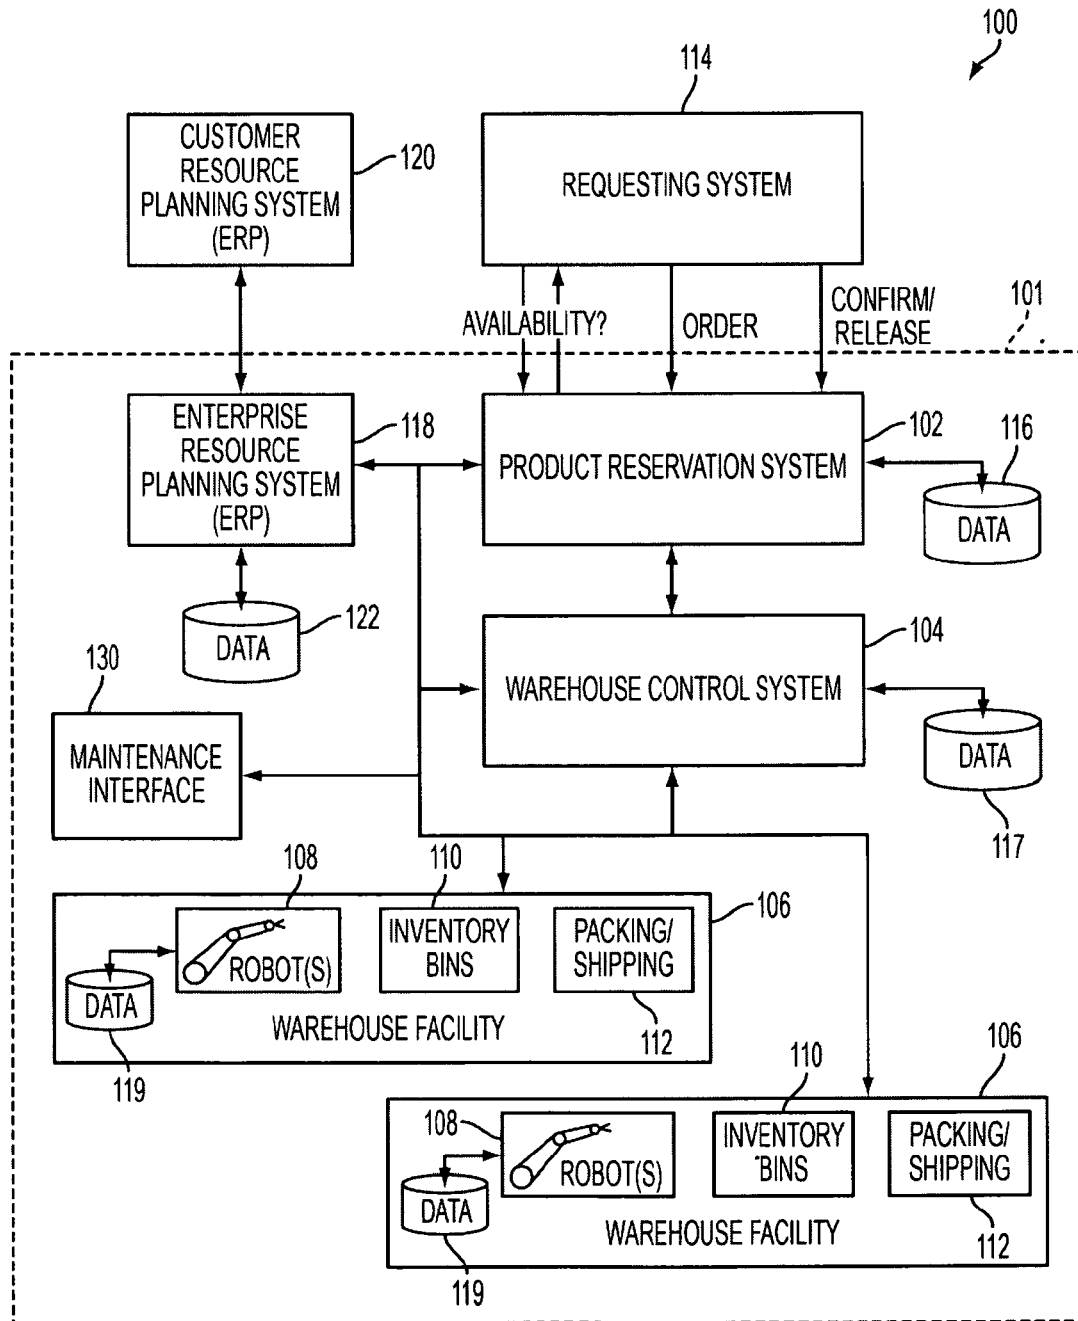 100
114
CUSTOMER
RESOURCE
PLANNING SYSTEM
(ERP)
120
REQUESTING SYSTEM
AVAILABILITY?
ORDER
CONFIRM/
RELEASE
101
ENTERPRISE
RESOURCE
PLANNING SYSTEM
(ERP)
118
PRODUCT RESERVATION SYSTEM
102
116
DATA
DATA
122
WAREHOUSE CONTROL SYSTEM
104
DATA
117
130
MAINTENANCE
INTERFACE
108
110
106
ROBOT(S)
INVENTORY
BINS
PACKING/
SHIPPING
DATA
WAREHOUSE FACILITY
112
119
110
106
108
ROBOT(S)
INVENTORY
BINS
PACKING/
SHIPPING
DATA
WAREHOUSE FACILITY
112
119